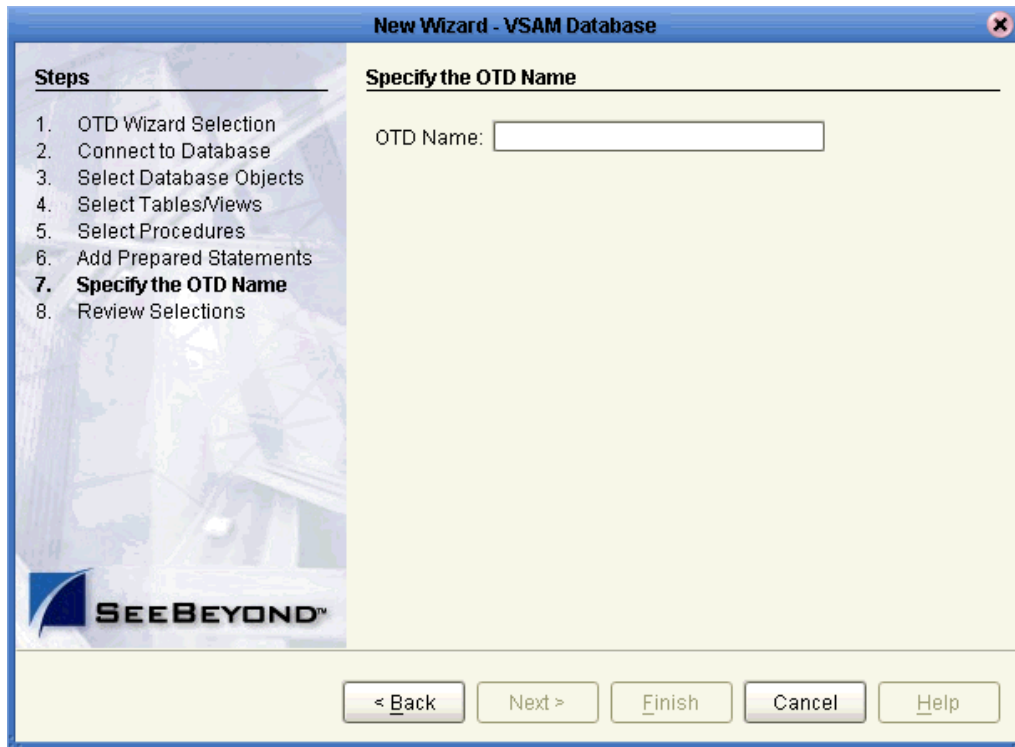 New Wizard - VSAM Database
Steps
1. OTD Wizard Selection
2. Connect to Database
3. Select Database Objects
4. Select Tables/Views
5. Select Procedures
6. Add Prepared Statements
7. Specify the OTD Name
8. Review Selections
SEEBEYOND™
Specify the OTD Name
OTD Name:
< Back
Next >
Finish
Cancel
Help